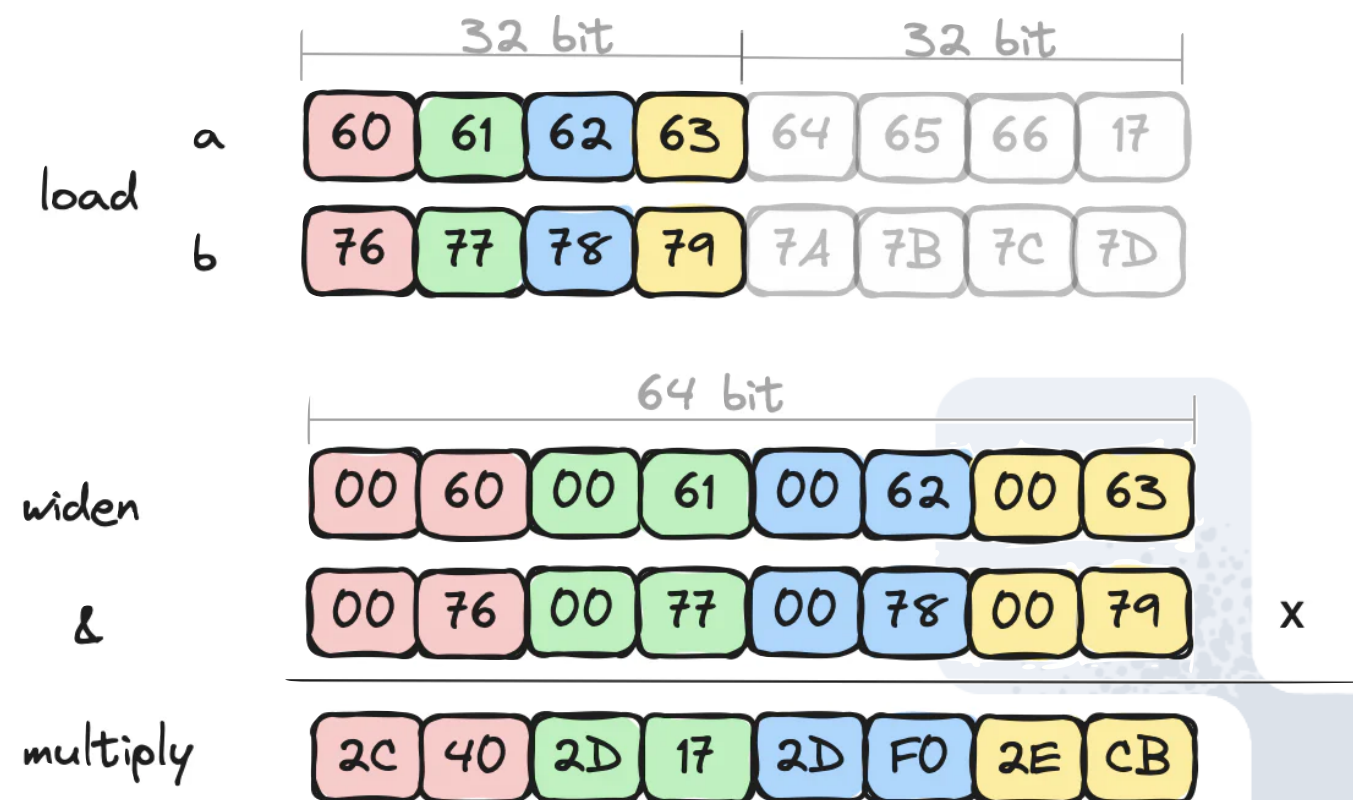 32 bit 32 bit
a 60 61 62 63 64 65 66 17
load
b 76 77 78 79 7A 7B 7C 7D
64 bit
widen 00 60 00 61 00 62 00 63
& 00 76 00 77 00 78 00 79 x
multiply 2C 40 2D 17 2D F0 2E CB